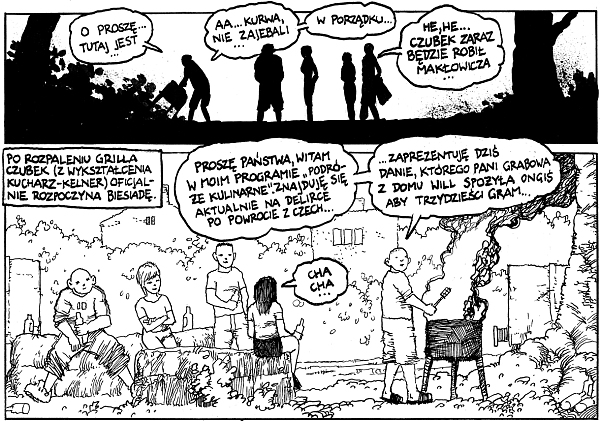 O PROSZĘ...
TUTAJ JEST
...
AA...KURWA,
NIE ZAJEBALI
...
W PORZĄDKU...
HE, HE...
CZUBEK ZARAZ
BĘDZIE ROBIŁ
MAKŁOWICZA
...
PO ROZPALENIU GRILLA
CZUBEK (Z WYKSZTAŁCENIA
KUCHARZ-KELNER) OFICJAL-
NIE ROZPOCZYNA BIESIADĘ.
PROSZĘ PAŃSTWA, WITAM
W MOIM PROGRAMIE „PODRÓ-
ŻE KULINARNE”. ZNAJDUJĘ SIĘ
AKTUALNIE NA DELIRCE
PO POWROCIE Z CZECH...
...ZAPREZENTUJĘ DZIŚ
DANIE, KTÓREGO PANI GRABOWA
Z DOMU WILL SPOŻYŁA ONGIŚ
ABY TRZYDZIEŚCI GRAM...
CHA
CHA
...